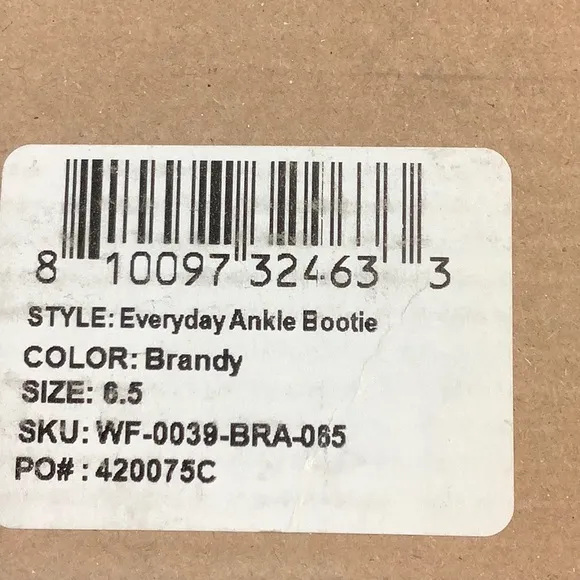 8 10097 32463 3
STYLE: Everyday Ankle Bootie
COLOR: Brandy
SIZE: 6.5
SKU: WF-0039-BRA-065
PO# : 420075C